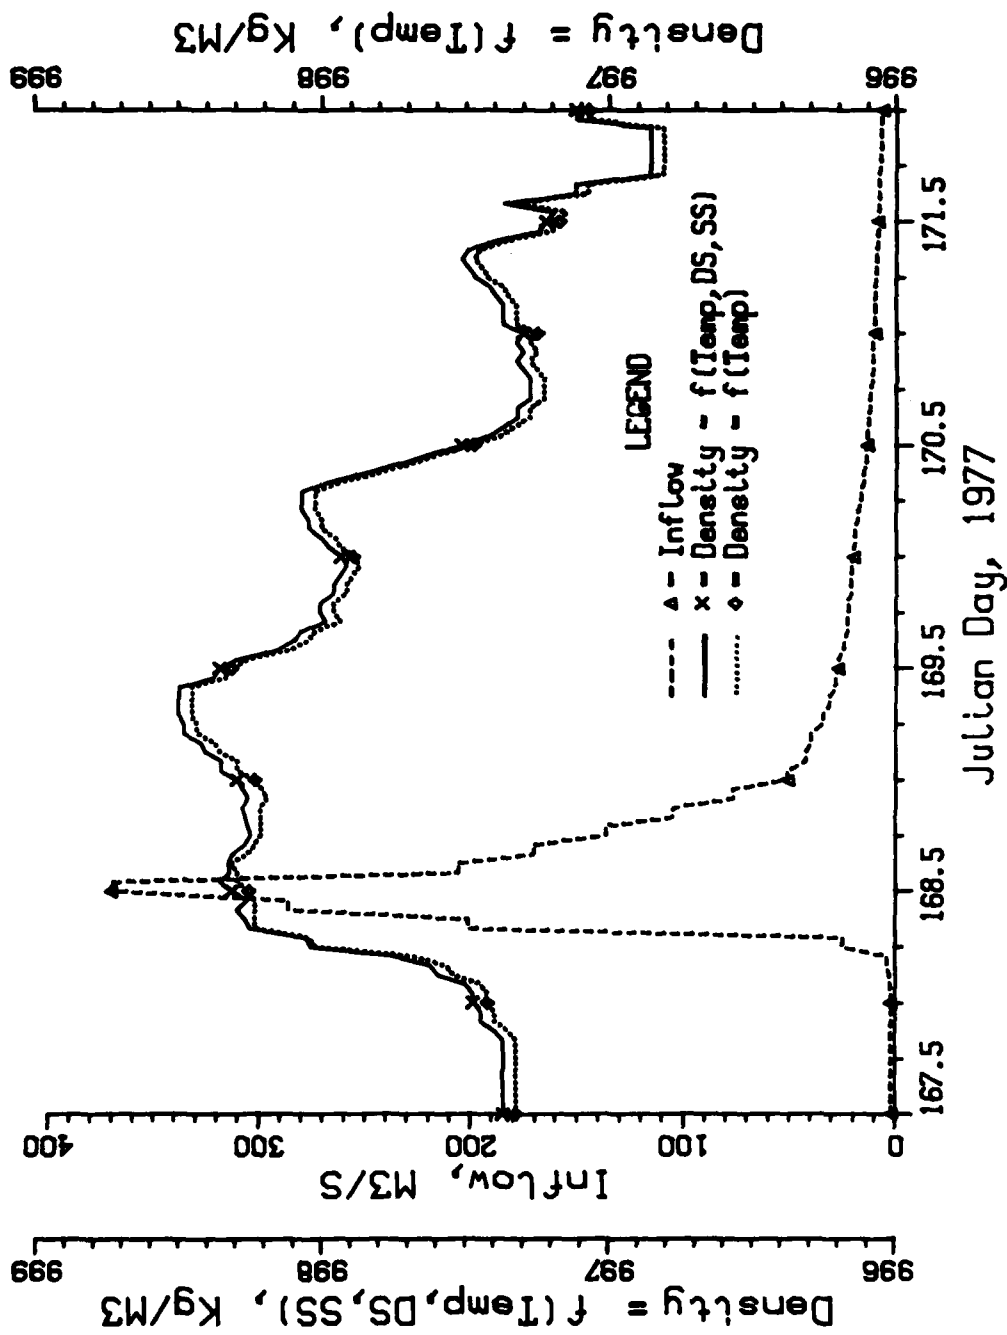 Density = f(Temp,DS,SS), Kg/M3
999
998
997
996
Inflow, M3/S
400
300
200
100
0
LEGEND
▵ = Inflow
× = Density = f(Temp,DS,SS)
◇ = Density = f(Temp)
167.5
168.5
169.5
170.5
171.5
Julian Day, 1977
999
998
997
996
Density = f(Temp), Kg/M3